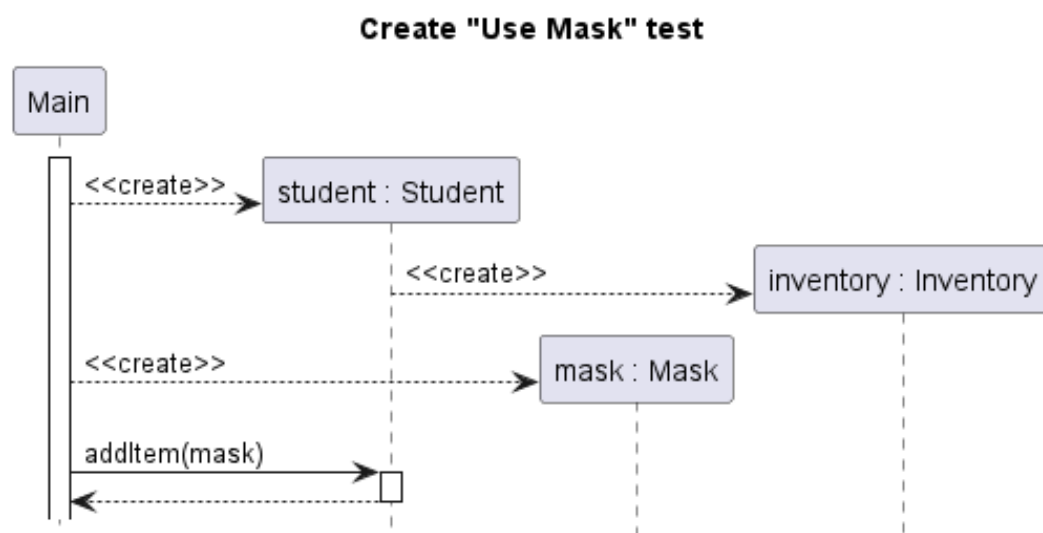 Create "Use Mask" test
Main
<<create>>
student : Student
<<create>>
inventory : Inventory
<<create>>
mask : Mask
addItem(mask)